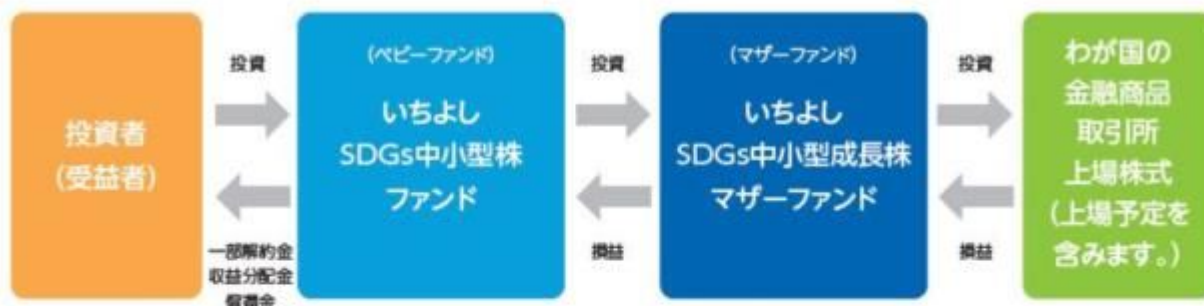 投資者
(受益者)
投資
一部解約金
収益分配金
償還金
(ベビーファンド)
いちよし
SDGs中小型株
ファンド
投資
損益
(マザーファンド)
いちよし
SDGs中小型成長株
マザーファンド
投資
損益
わが国の
金融商品
取引所
上場株式
(上場予定を
含みます。)